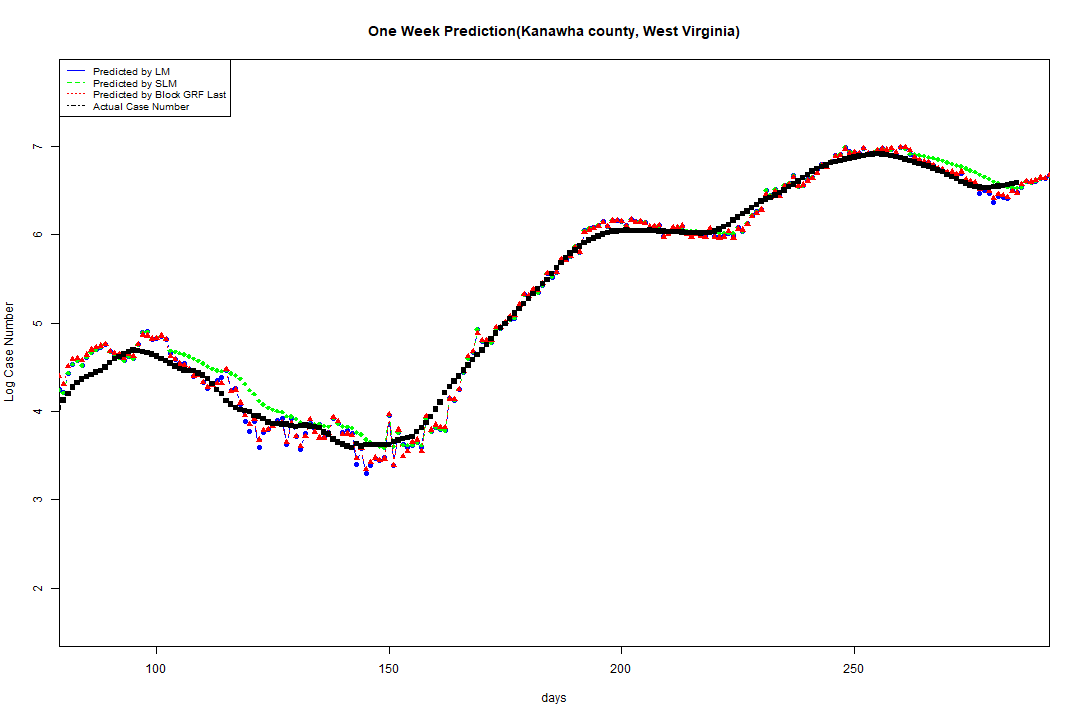 One Week Prediction(Kanawha county, West Virginia)
Predicted by LM
Predicted by SLM
Predicted by Block GRF Last
Actual Case Number
Log Case Number
7
6
5
4
3
2
100 150 200 250
days